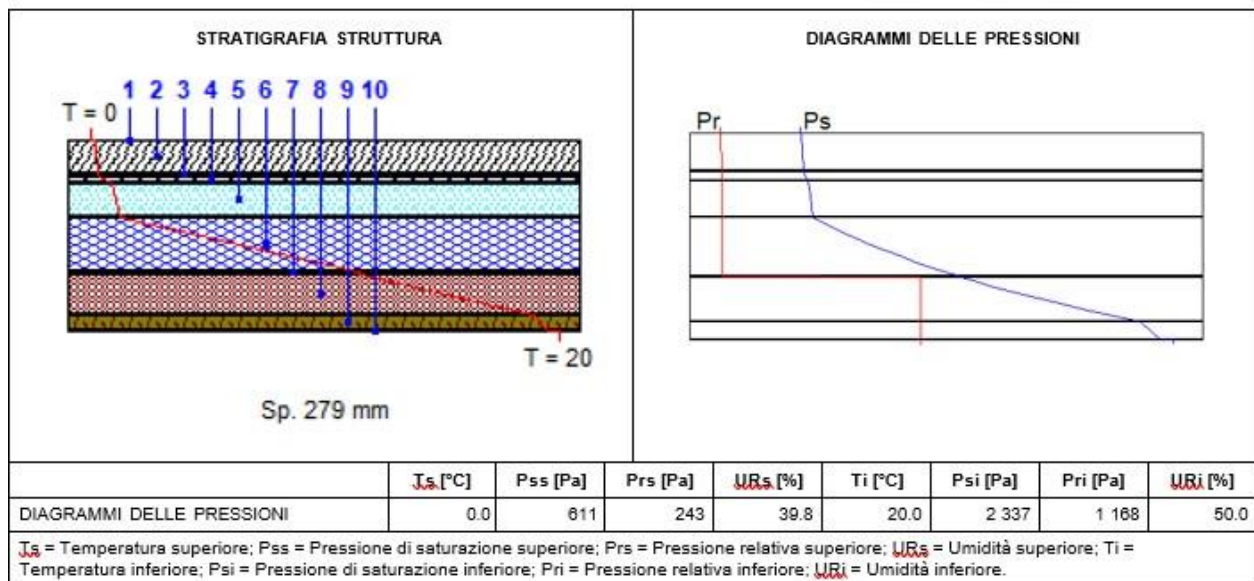 STRATIGRAFIA STRUTTURA
1 2 3 4 5 6 7 8 9 10
T = 0
T = 20
Sp. 279 mm
DIAGRAMMI DELLE PRESSIONI
Pr Ps
Ts [°C] Pss [Pa] Prs [Pa] URs [%] Ti [°C] Psi [Pa] Pri [Pa] URi [%]
DIAGRAMMI DELLE PRESSIONI 0.0 611 243 39.8 20.0 2 337 1 168 50.0
Ts = Temperatura superiore; Pss = Pressione di saturazione superiore; Prs = Pressione relativa superiore; URs = Umidità superiore; Ti =
Temperatura inferiore; Psi = Pressione di saturazione inferiore; Pri = Pressione relativa inferiore; URi = Umidità inferiore.